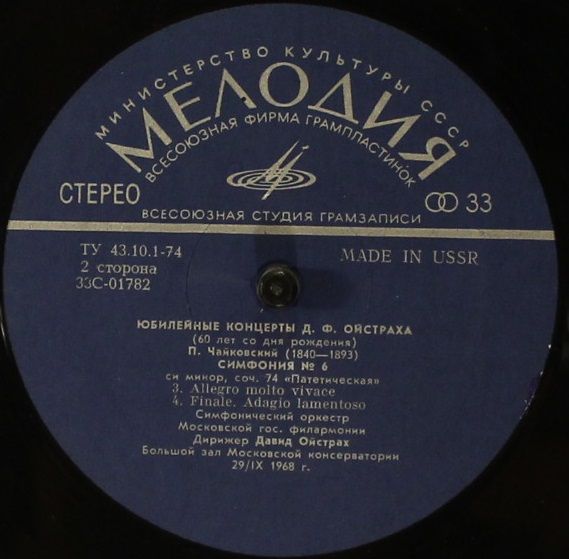 МИНИСТЕРСТВО КУЛЬТУРЫ СССР
МЕЛОДИЯ
ВСЕСОЮЗНАЯ ФИРМА ГРАМПЛАСТИНОК
СТЕРЕО
33
ВСЕСОЮЗНАЯ СТУДИЯ ГРАМЗАПИСИ
ТУ 43.10.1-74
MADE IN USSR
2 сторона
33С-01782
ЮБИЛЕЙНЫЕ КОНЦЕРТЫ Д. Ф. ОЙСТРАХА
(60 лет со дня рождения)
П. Чайковский (1840—1893)
СИМФОНИЯ № 6
си минор, соч. 74 «Патетическая»
3. Allegro molto vivace
4. Finale. Adagio lamentoso
Симфонический оркестр
Московской гос. филармонии
Дирижер Давид Ойстрах
Большой зал Московской консерватории
29/IX 1968 г.